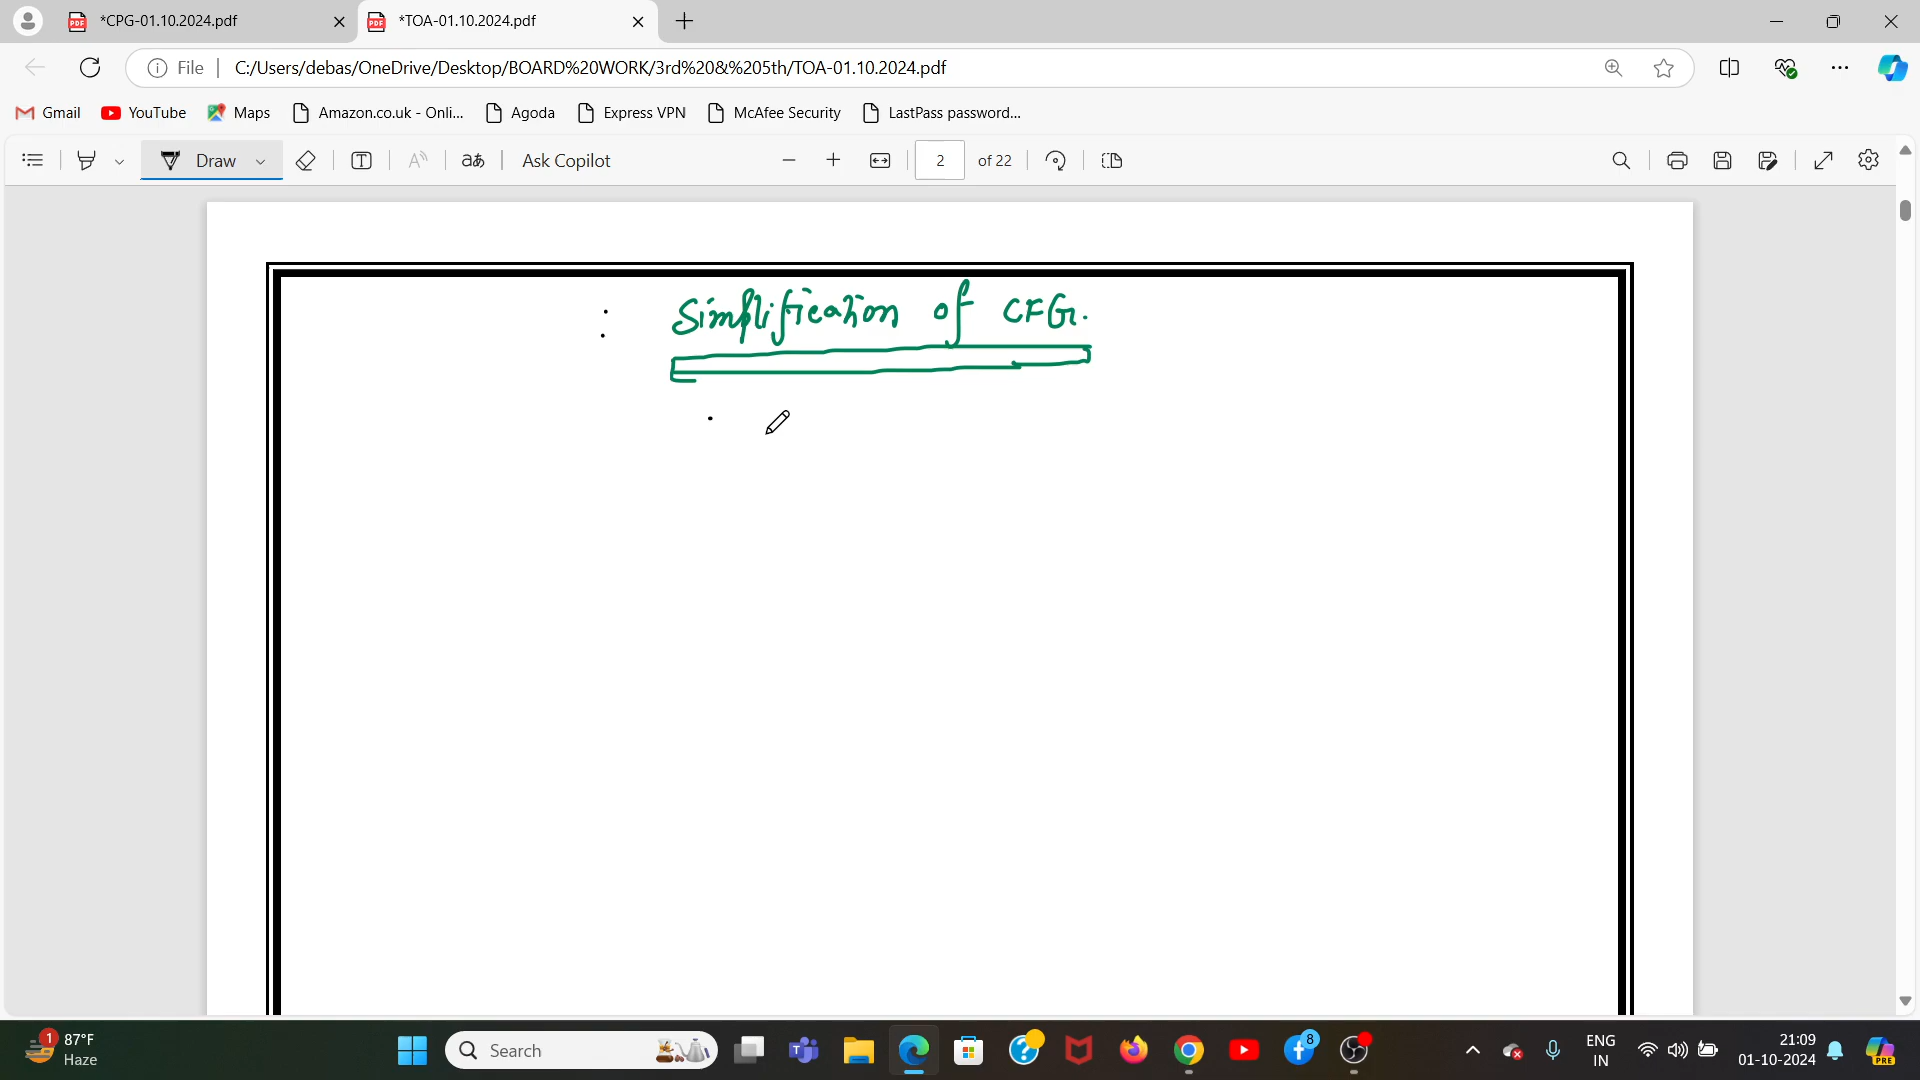 *CPG-01.10.2024.pdf
*TOA-01.10.2024.pdf
File C:/Users/debas/OneDrive/Desktop/BOARD%20WORK/3rd%20&%205th/TOA-01.10.2024.pdf
Gmail YouTube Maps Amazon.co.uk - Onli... Agoda Express VPN McAfee Security LastPass password...
Draw Ask Copilot 2 of 22
: Simplification of CFG.
Search
1 87°F
Haze
8
ENG
IN
21:09
01-10-2024
PRE